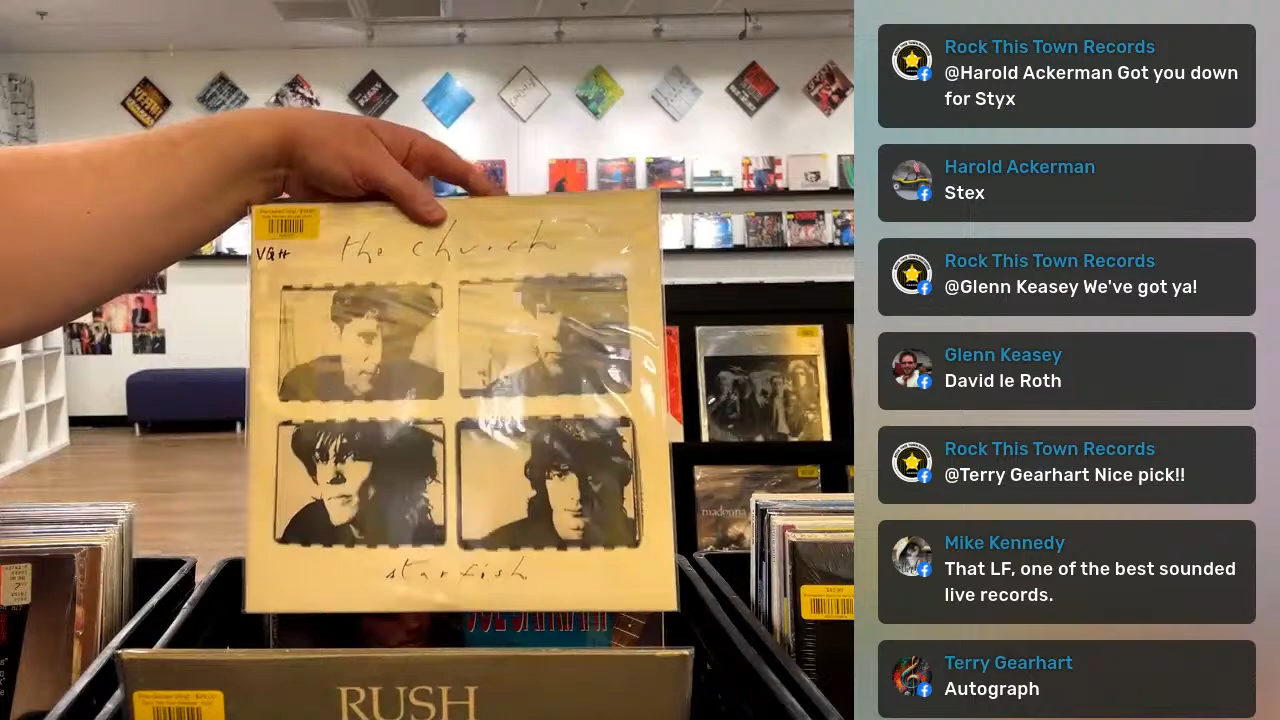 the church
VG++
starfish
RUSH
madonna
Rock This Town Records
@Harold Ackerman Got you down
for Styx
Harold Ackerman
Stex
Rock This Town Records
@Glenn Keasey We've got ya!
Glenn Keasey
David le Roth
Rock This Town Records
@Terry Gearhart Nice pick!!
Mike Kennedy
That LF, one of the best sounded
live records.
Terry Gearhart
Autograph